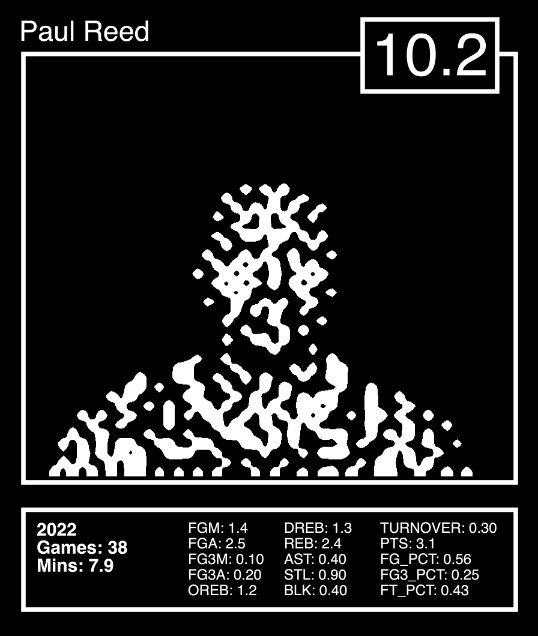 Paul Reed
10.2
2022
Games: 38
Mins: 7.9
FGM: 1.4
FGA: 2.5
FG3M: 0.10
FG3A: 0.20
OREB: 1.2
DREB: 1.3
REB: 2.4
AST: 0.40
STL: 0.90
BLK: 0.40
TURNOVER: 0.30
PTS: 3.1
FG_PCT: 0.56
FG3_PCT: 0.25
FT_PCT: 0.43